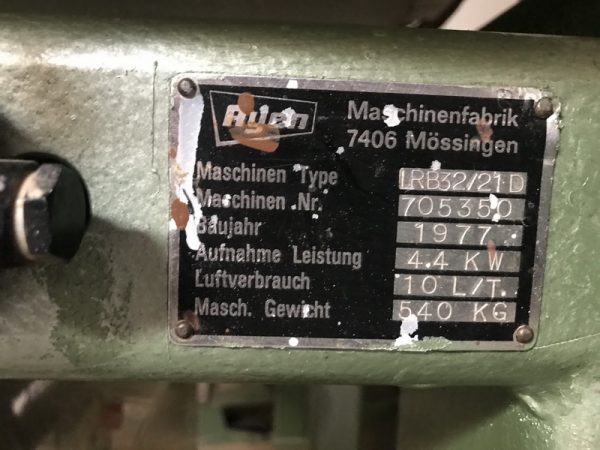 Ayen
Maschinenfabrik
7406 Mössingen
Maschinen Type LRB32/21D
Maschinen Nr. 705350
Baujahr 1977
Aufnahme Leistung 4.4 KW
Luftverbrauch 10 L/T.
Masch. Gewicht 540 KG